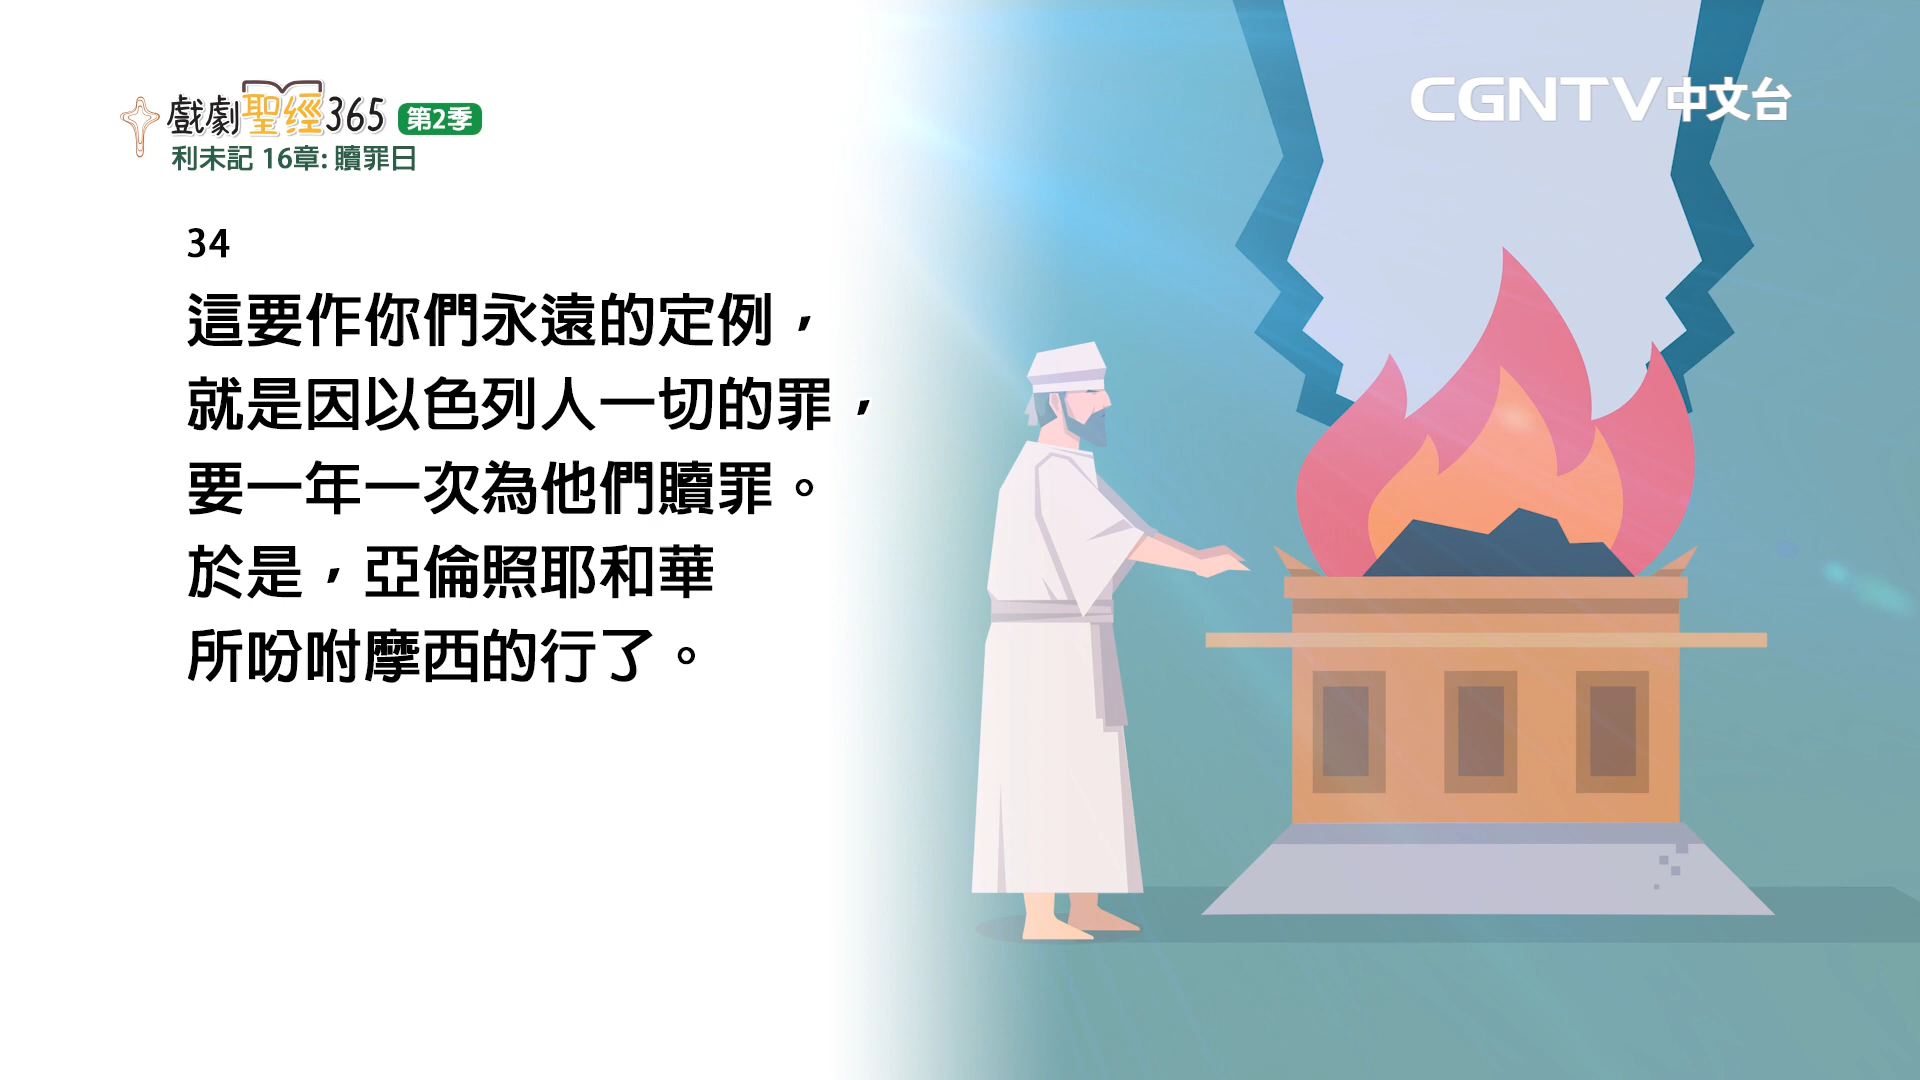 戲劇聖經365 第2季
利未記 16章: 贖罪日
CGNTV中文台
34
這要作你們永遠的定例，
就是因以色列人一切的罪，
要一年一次為他們贖罪。
於是，亞倫照耶和華
所吩咐摩西的行了。